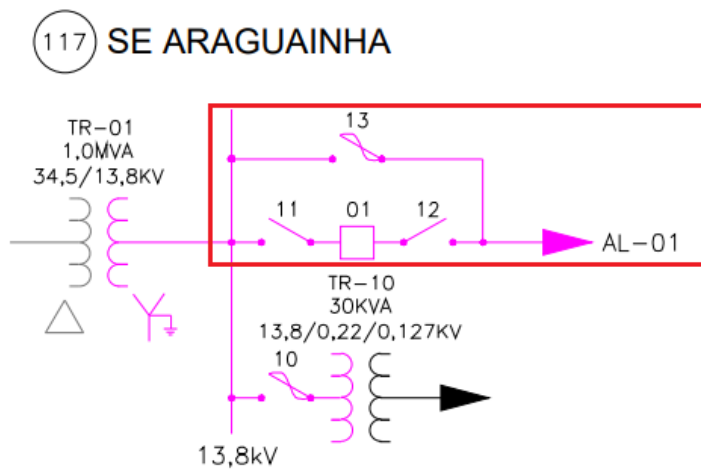 117 SE ARAGUAINHA
TR-01
1,0MVA
34,5/13,8KV
13
11 01 12
AL-01
TR-10
30KVA
13,8/0,22/0,127KV
10
13,8kV